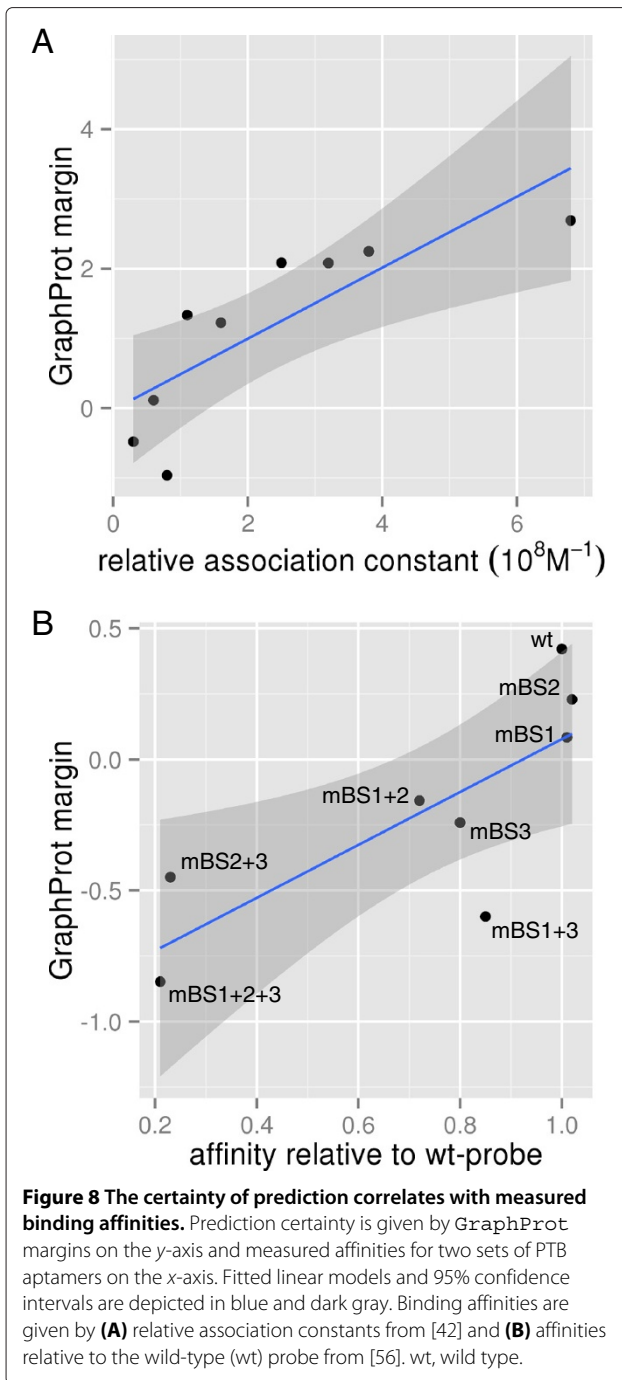 A
GraphProt margin
4
2
0
0
2
4
6
relative association constant (10⁸M⁻¹)
B
GraphProt margin
0.5
0.0
-0.5
-1.0
wt
mBS2
mBS1
mBS1+2
mBS3
mBS2+3
mBS1+3
mBS1+2+3
0.2
0.4
0.6
0.8
1.0
affinity relative to wt-probe
Figure 8 The certainty of prediction correlates with measured
binding affinities. Prediction certainty is given by GraphProt
margins on the y-axis and measured affinities for two sets of PTB
aptamers on the x-axis. Fitted linear models and 95% confidence
intervals are depicted in blue and dark gray. Binding affinities are
given by (A) relative association constants from [42] and (B) affinities
relative to the wild-type (wt) probe from [56]. wt, wild type.